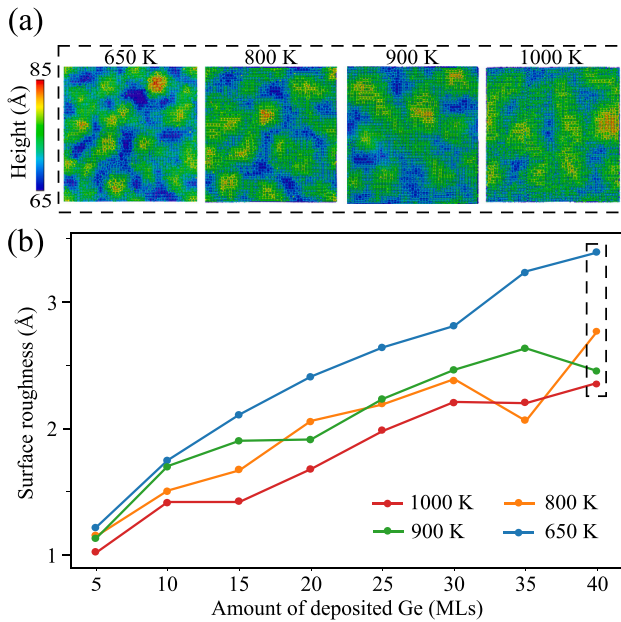 (a)
650 K 800 K 900 K 1000 K
85
Height (Å)
65
(b)
Surface roughness (Å)
3
2
1
1000 K 800 K
900 K 650 K
5 10 15 20 25 30 35 40
Amount of deposited Ge (MLs)